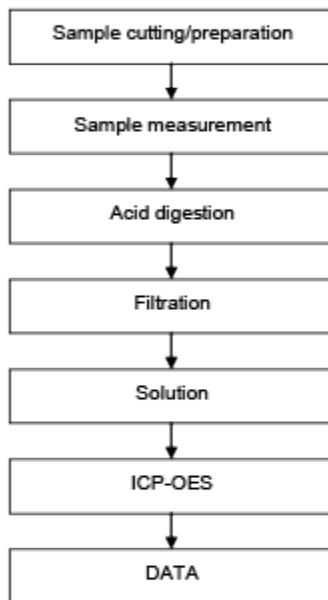 Sample cutting/preparation
Sample measurement
Acid digestion
Filtration
Solution
ICP-OES
DATA